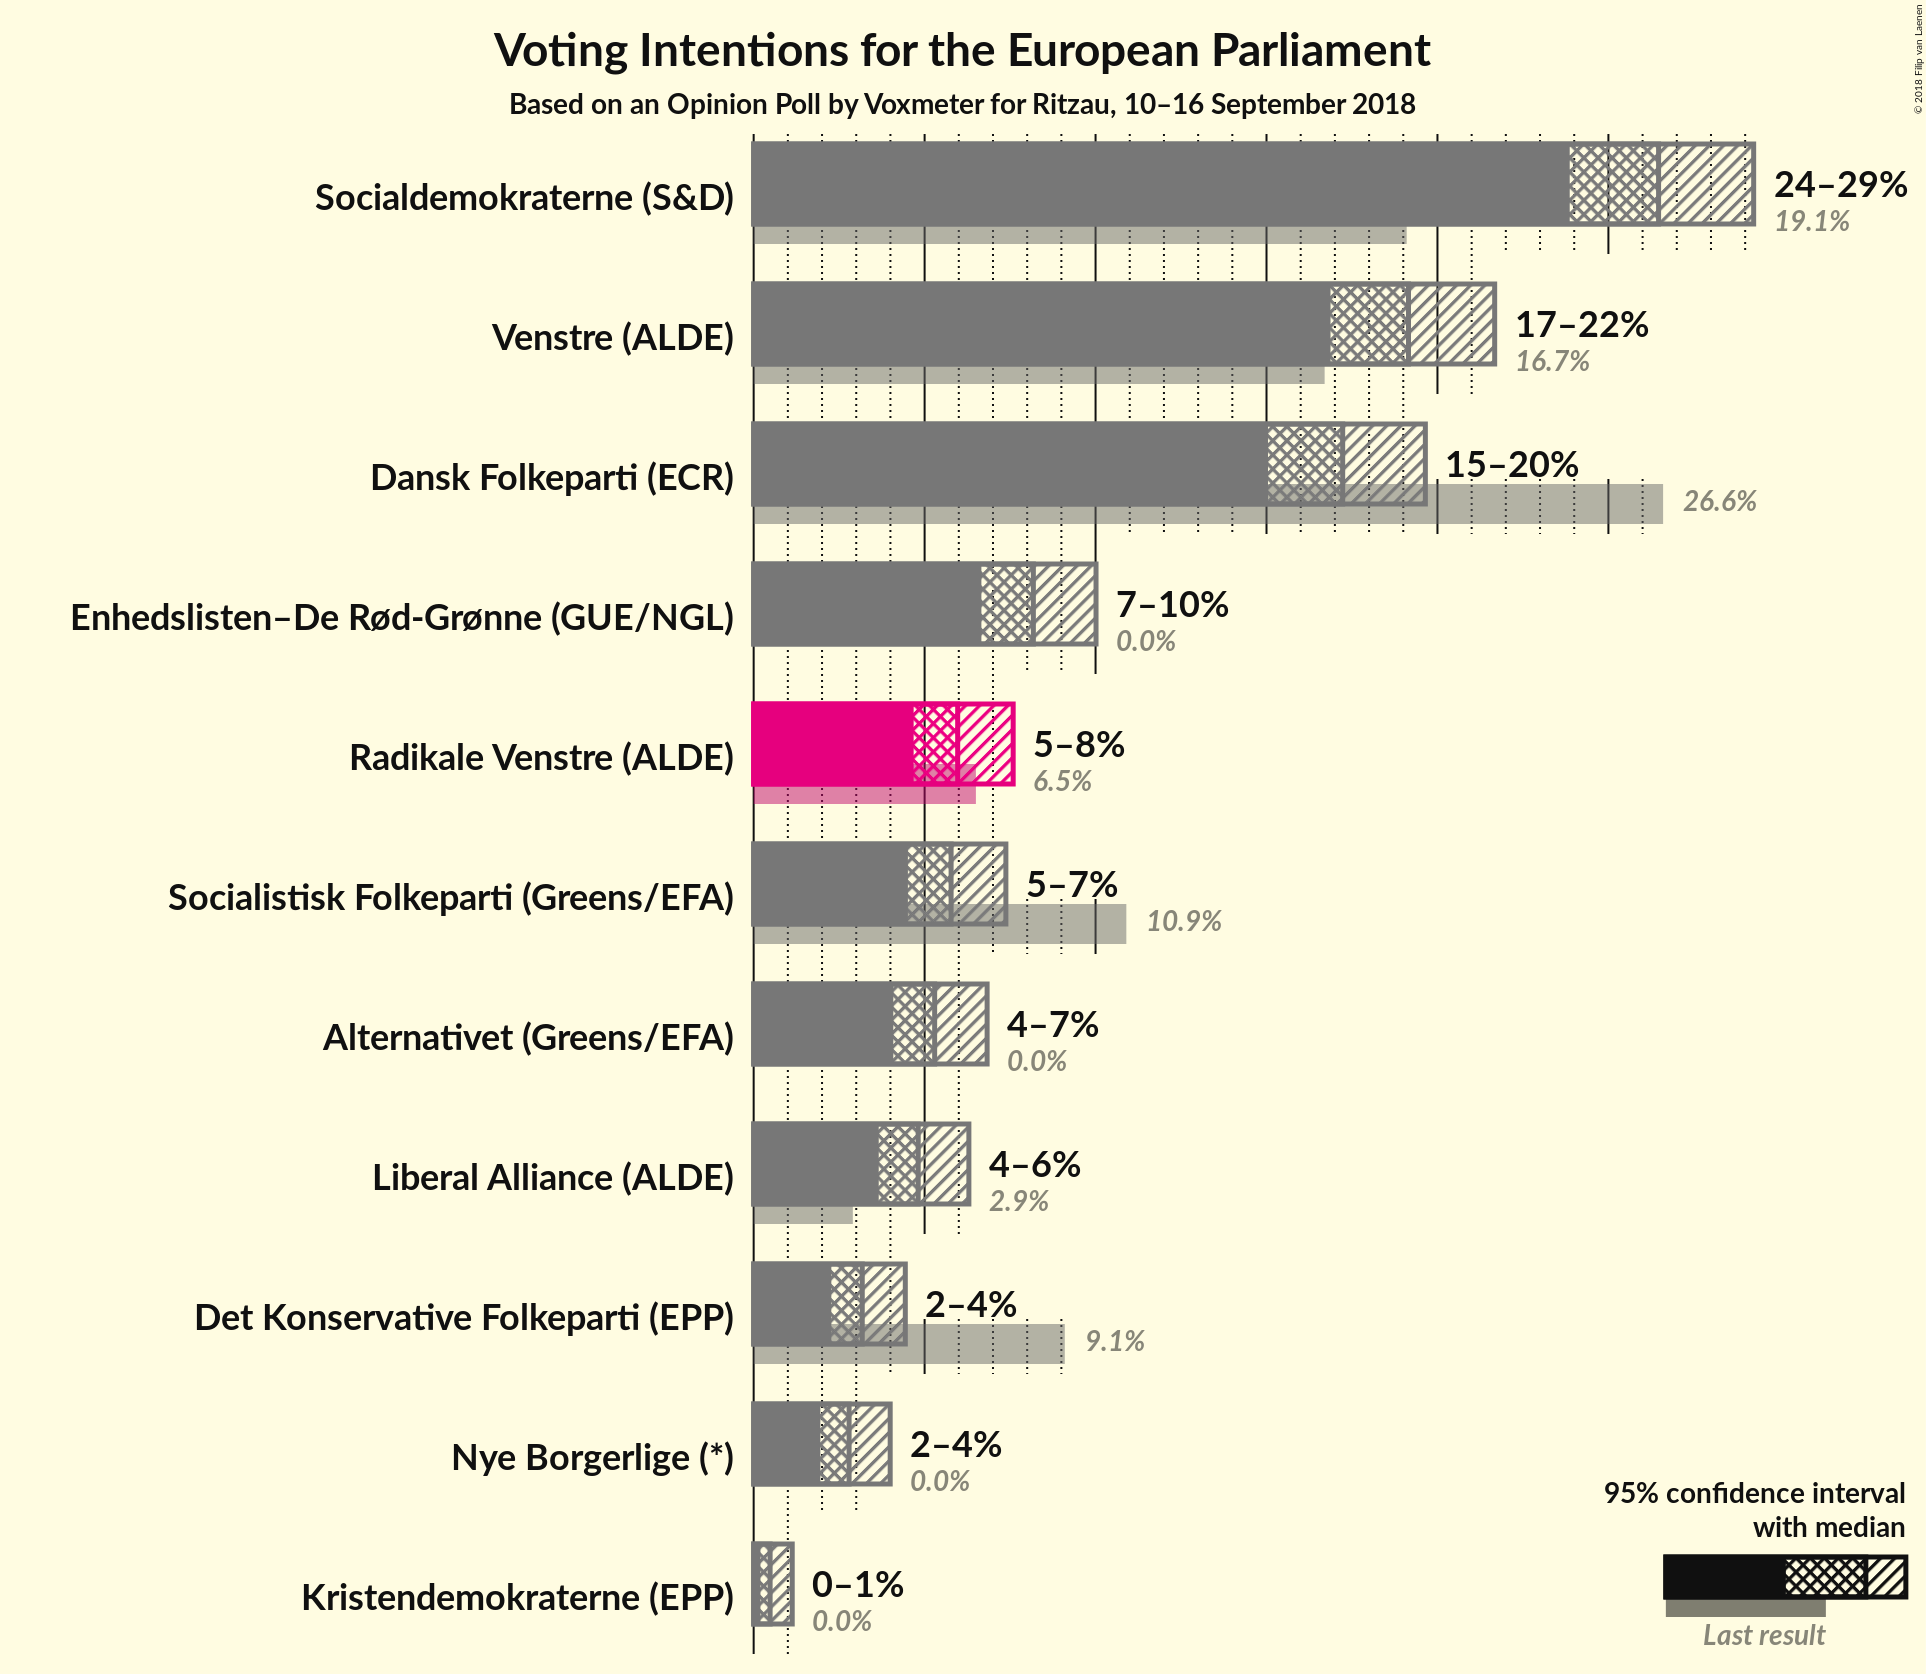 Voting Intentions for the European Parliament
Based on an Opinion Poll by Voxmeter for Ritzau, 10–16 September 2018
© 2018 Filip van Laenen
Socialdemokraterne (S&D)
24–29%
19.1%
Venstre (ALDE)
17–22%
16.7%
Dansk Folkeparti (ECR)
15–20%
26.6%
Enhedslisten–De Rød-Grønne (GUE/NGL)
7–10%
0.0%
Radikale Venstre (ALDE)
5–8%
6.5%
Socialistisk Folkeparti (Greens/EFA)
5–7%
10.9%
Alternativet (Greens/EFA)
4–7%
0.0%
Liberal Alliance (ALDE)
4–6%
2.9%
Det Konservative Folkeparti (EPP)
2–4%
9.1%
Nye Borgerlige (*)
2–4%
0.0%
Kristendemokraterne (EPP)
0–1%
0.0%
95% confidence interval
with median
Last result